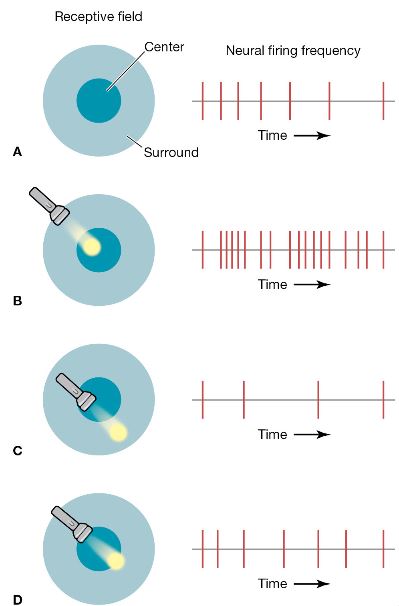 Receptive field
Neural firing frequency
Center
Surround
Time
A
Time
B
Time
C
Time
D